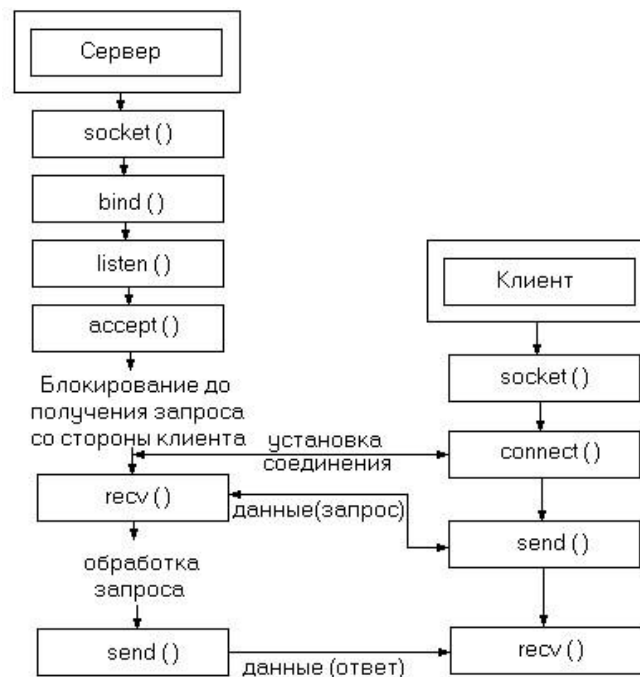 Сервер
socket ( )
bind ( )
listen ( )
accept ( )
Блокирование до
получения запроса
со стороны клиента
recv ( )
обработка
запроса
send ( )
Клиент
socket ( )
connect ( )
send ( )
recv ( )
установка
соединения
данные(запрос)
данные (ответ)